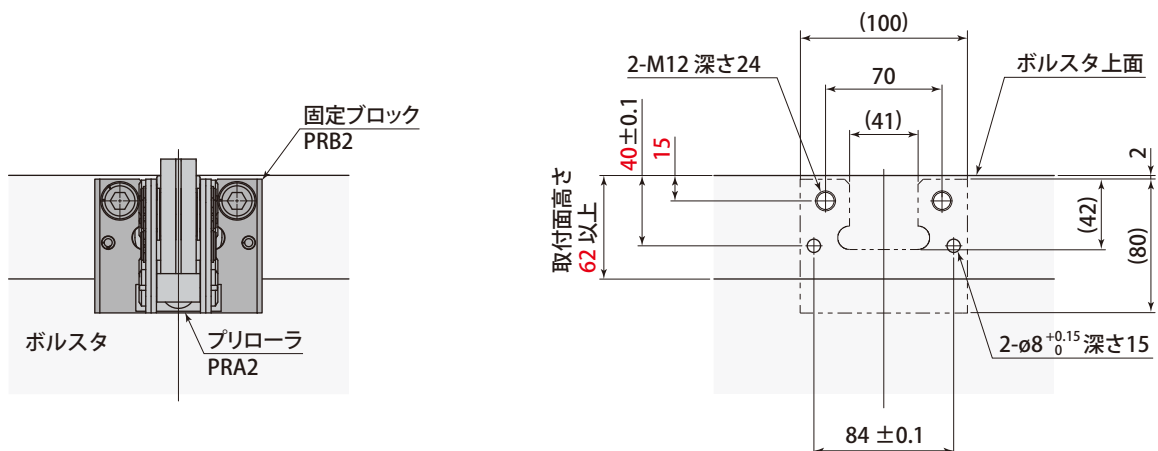 固定ブロック
PRB2
ボルスタ
プリローラ
PRA2
(100)
2-M12 深さ24
70
ボルスタ上面
(41)
40±0.1
15
2
取付面高さ
62 以上
(42)
(80)
2-ø8 +0.15 0 深さ15
84 ±0.1